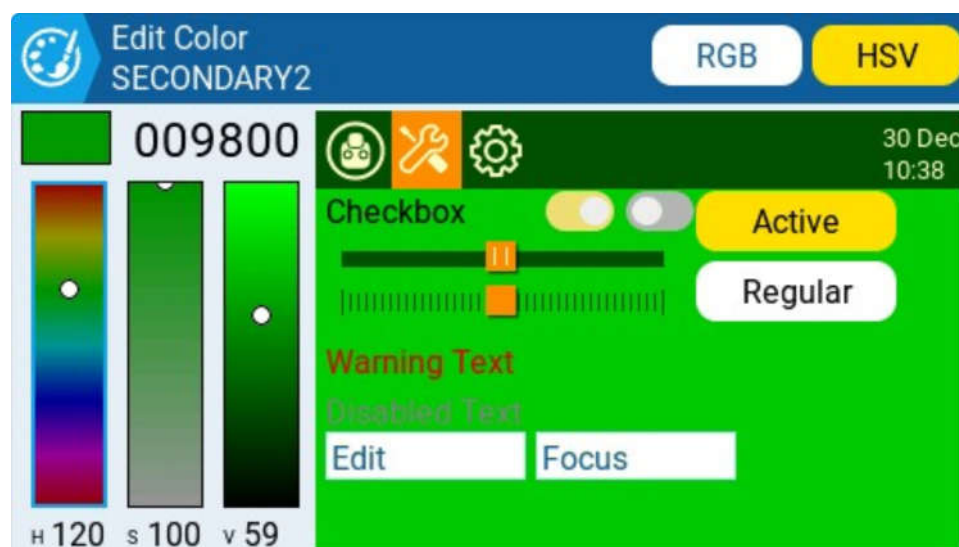 Edit Color
SECONDARY2
RGB
HSV
009800
30 Dec
10:38
Checkbox
Active
Regular
Warning Text
Disabled Text
Edit
Focus
H 120
S 100
V 59